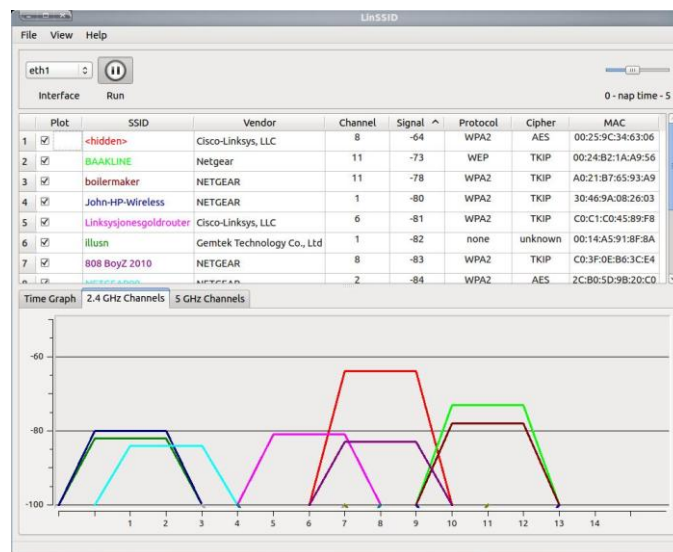 LinSSID
File View Help
eth1
Interface Run 0 - nap time - 5
Plot SSID Vendor Channel Signal Protocol Cipher MAC
1 <hidden> Cisco-Linksys, LLC 8 -64 WPA2 AES 00:25:9C:34:63:06
2 BAAKLINE Netgear 11 -73 WEP TKIP 00:24:B2:1A:A9:56
3 boilermaker NETGEAR 11 -78 WPA2 TKIP A0:21:B7:65:93:A9
4 John-HP-Wireless NETGEAR 1 -80 WPA2 TKIP 30:46:9A:08:26:03
5 Linksysjonesgoldrouter Cisco-Linksys, LLC 6 -81 WPA2 TKIP C0:C1:C0:45:89:F8
6 illusn Gemtek Technology Co., Ltd 1 -82 none unknown 00:14:A5:91:8F:8A
7 808 BoyZ 2010 NETGEAR 8 -83 WPA2 TKIP C0:3F:0E:B6:3C:E4
2 -84 WPA2 AES 2C:B0:5D:9B:20:C0
Time Graph 2.4 GHz Channels 5 GHz Channels
-60
-80
-100
1 2 3 4 5 6 7 8 9 10 11 12 13 14